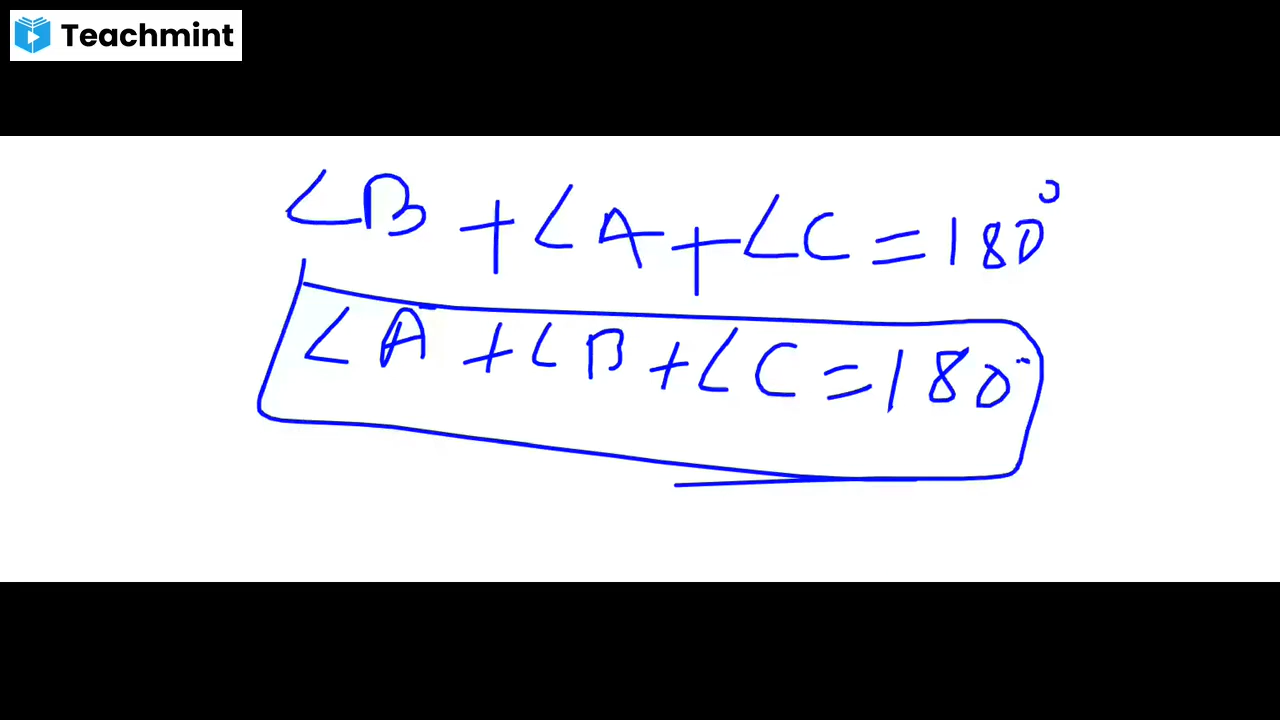 Teachmint
∠B + ∠A + ∠C = 180°
∠A + ∠B + ∠C = 180°